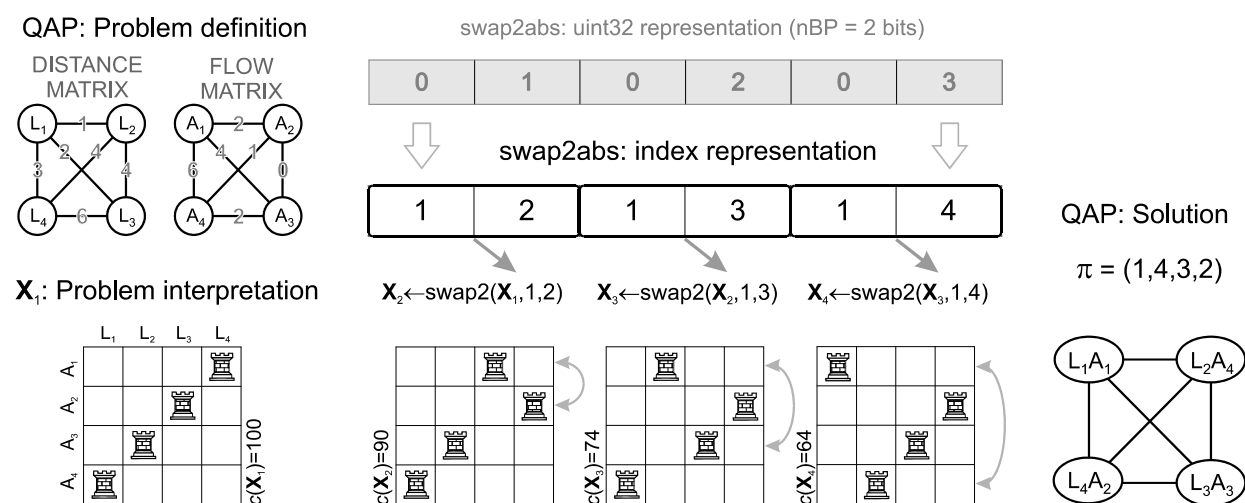 QAP: Problem definition
DISTANCE MATRIX
FLOW MATRIX
L₁ 1 L₂
2 4
3 4
L₄ 6 L₃
A₁ 2 A₂
4 1
6 0
A₄ 2 A₃
swap2abs: uint32 representation (nBP = 2 bits)
0 1 0 2 0 3
swap2abs: index representation
1 2 1 3 1 4
X₂←swap2(X₁,1,2)
X₃←swap2(X₂,1,3)
X₄←swap2(X₃,1,4)
X₁: Problem interpretation
L₁ L₂ L₃ L₄
A₁
A₂
A₃
A₄
c(X₁)=100
c(X₂)=90
c(X₃)=74
c(X₄)=64
QAP: Solution
π = (1,4,3,2)
L₁A₁ L₂A₄
L₄A₂ L₃A₃